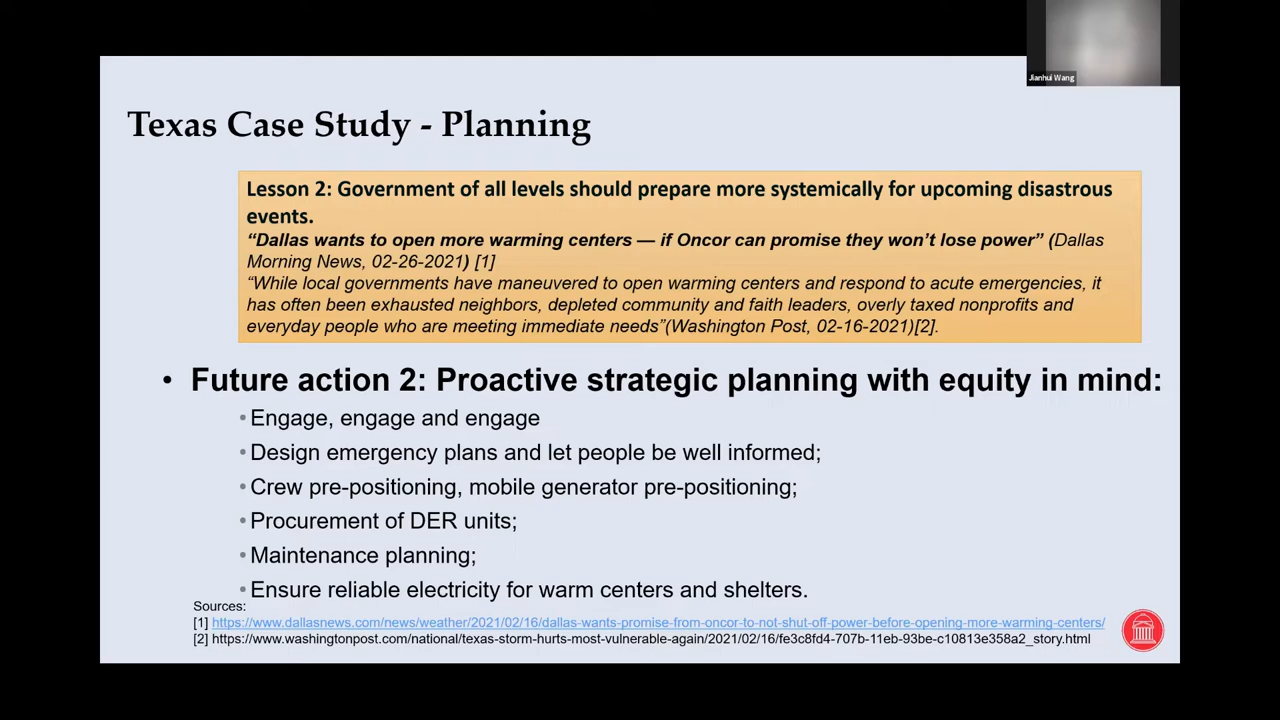 Jianhui Wang
Texas Case Study - Planning
Lesson 2: Government of all levels should prepare more systemically for upcoming disastrous
events.
“Dallas wants to open more warming centers — if Oncor can promise they won’t lose power” (Dallas
Morning News, 02-26-2021) [1]
“While local governments have maneuvered to open warming centers and respond to acute emergencies, it
has often been exhausted neighbors, depleted community and faith leaders, overly taxed nonprofits and
everyday people who are meeting immediate needs”(Washington Post, 02-16-2021)[2].
• Future action 2: Proactive strategic planning with equity in mind:
• Engage, engage and engage
• Design emergency plans and let people be well informed;
• Crew pre-positioning, mobile generator pre-positioning;
• Procurement of DER units;
• Maintenance planning;
• Ensure reliable electricity for warm centers and shelters.
Sources:
[1] https://www.dallasnews.com/news/weather/2021/02/16/dallas-wants-promise-from-oncor-to-not-shut-off-power-before-opening-more-warming-centers/
[2] https://www.washingtonpost.com/national/texas-storm-hurts-most-vulnerable-again/2021/02/16/fe3c8fd4-707b-11eb-93be-c10813e358a2_story.html